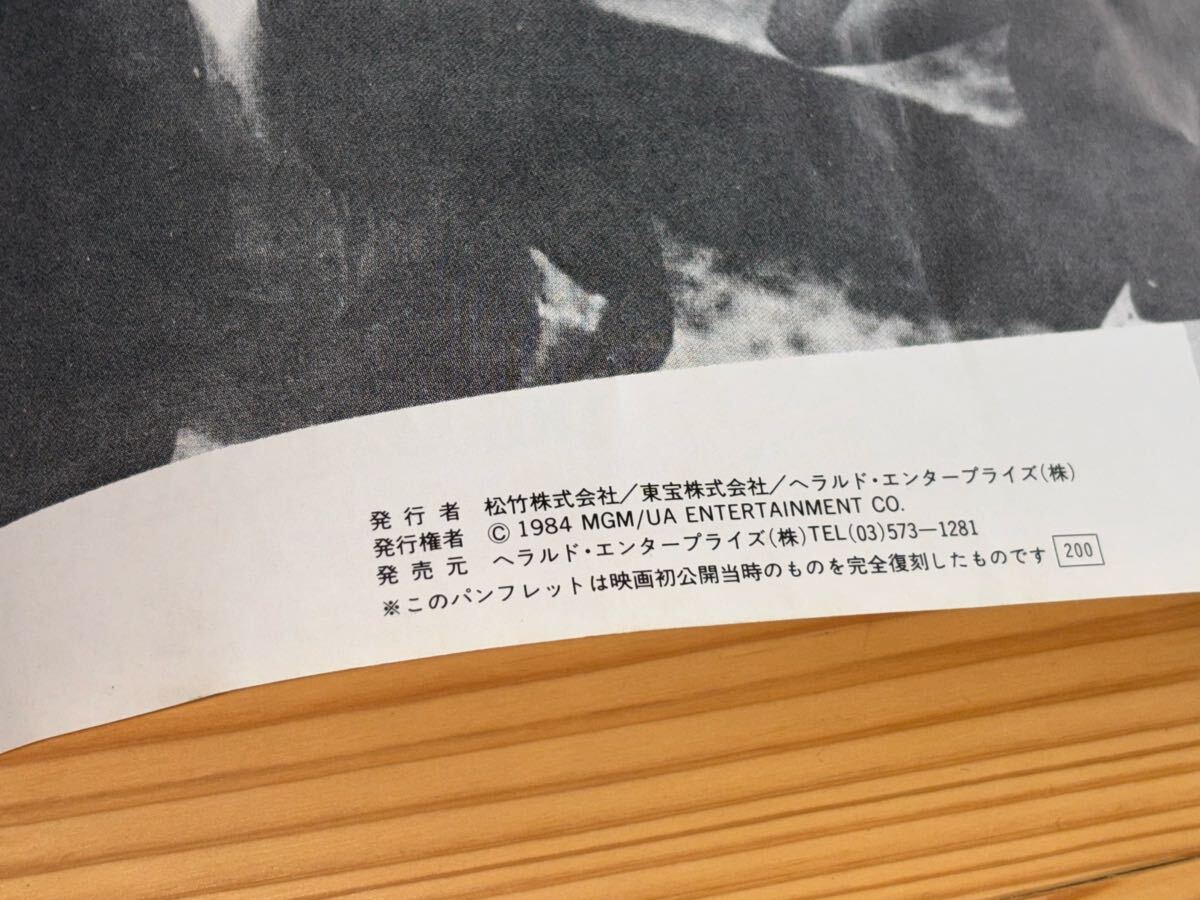 発行者 松竹株式会社/東宝株式会社/ヘラルド・エンタープライズ(株)
発行権者 © 1984 MGM/UA ENTERTAINMENT CO.
発売元 ヘラルド・エンタープライズ(株)TEL(03)573—1281
※このパンフレットは映画初公開当時のものを完全復刻したものです 200